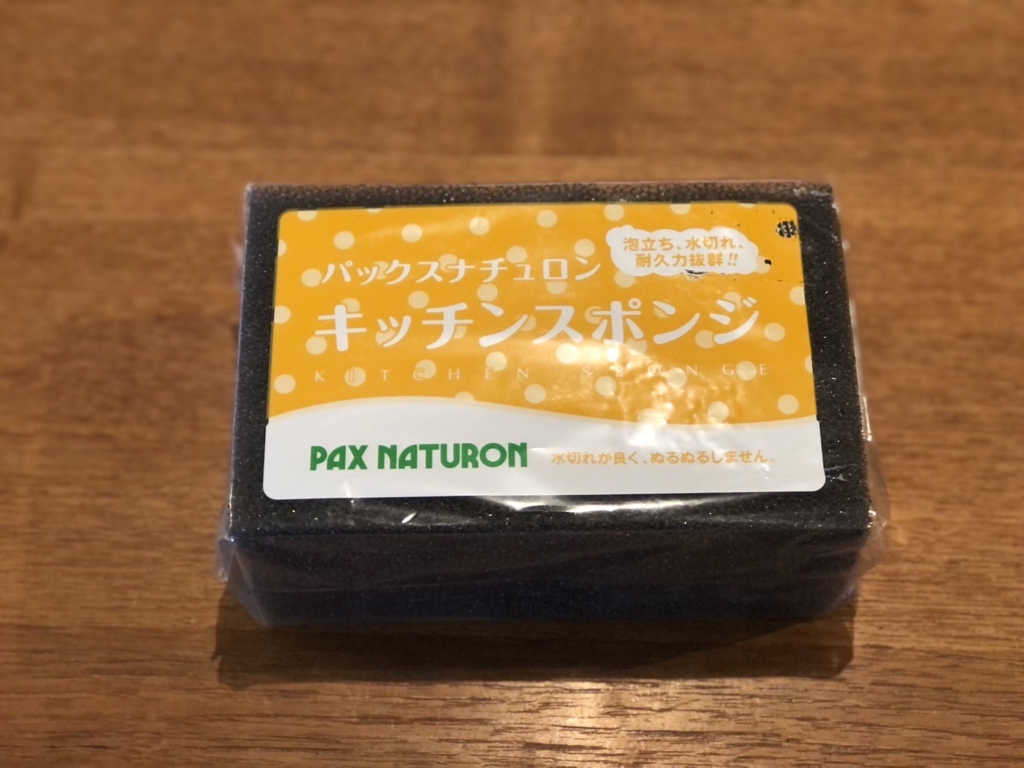 泡立ち、水切れ、
耐久力抜群!!
パックスナチュロン
キッチンスポンジ
KITCHEN SPONGE
PAX NATURON
水切れが良く、ぬるぬるしません。